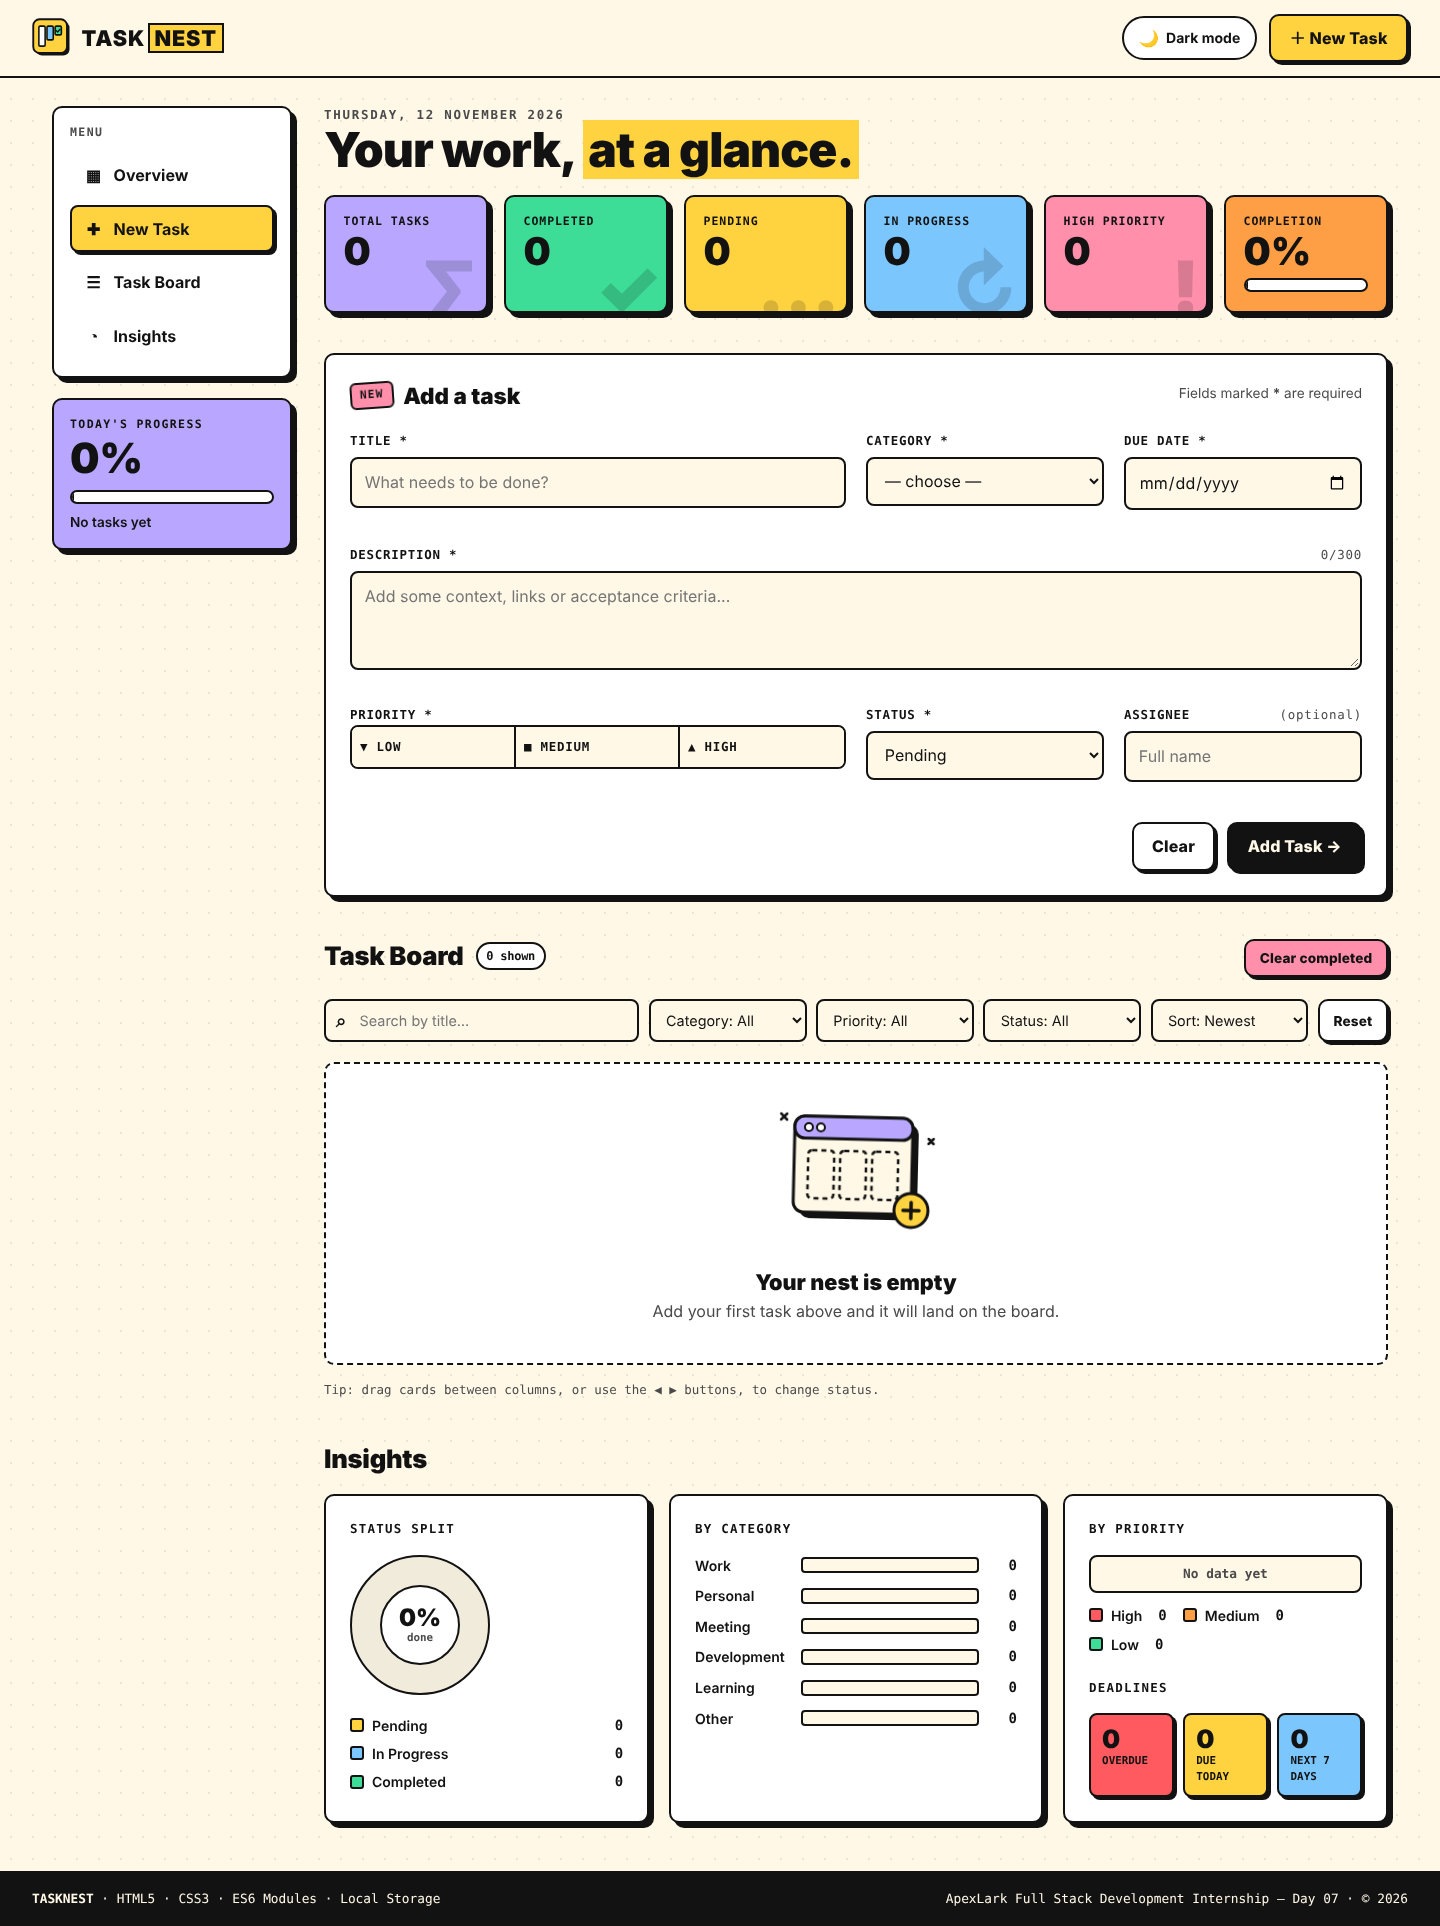 TASK NEST
🌙 Dark mode
+ New Task
MENU
▦ Overview
✚ New Task
☰ Task Board
Insights
TODAY'S PROGRESS
0%
No tasks yet
THURSDAY, 12 NOVEMBER 2026
Your work, at a glance.
TOTAL TASKS
0
Σ
COMPLETED
0
✓
PENDING
0
…
IN PROGRESS
0
↻
HIGH PRIORITY
0
!
COMPLETION
0%
NEW
Add a task
Fields marked * are required
TITLE *
What needs to be done?
CATEGORY *
— choose —
DUE DATE *
mm/dd/yyyy
DESCRIPTION *
0/300
Add some context, links or acceptance criteria...
PRIORITY *
▼ LOW
■ MEDIUM
▲ HIGH
STATUS *
Pending
ASSIGNEE
(optional)
Full name
Clear
Add Task →
Task Board
0 shown
Clear completed
⌕ Search by title...
Category: All
Priority: All
Status: All
Sort: Newest
Reset
Your nest is empty
Add your first task above and it will land on the board.
Tip: drag cards between columns, or use the ◀ ▶ buttons, to change status.
Insights
STATUS SPLIT
0%
done
Pending 0
In Progress 0
Completed 0
BY CATEGORY
Work 0
Personal 0
Meeting 0
Development 0
Learning 0
Other 0
BY PRIORITY
No data yet
High 0 Medium 0
Low 0
DEADLINES
0
OVERDUE
0
DUE
TODAY
0
NEXT 7
DAYS
TASKNEST · HTML5 · CSS3 · ES6 Modules · Local Storage
ApexLark Full Stack Development Internship — Day 07 · © 2026